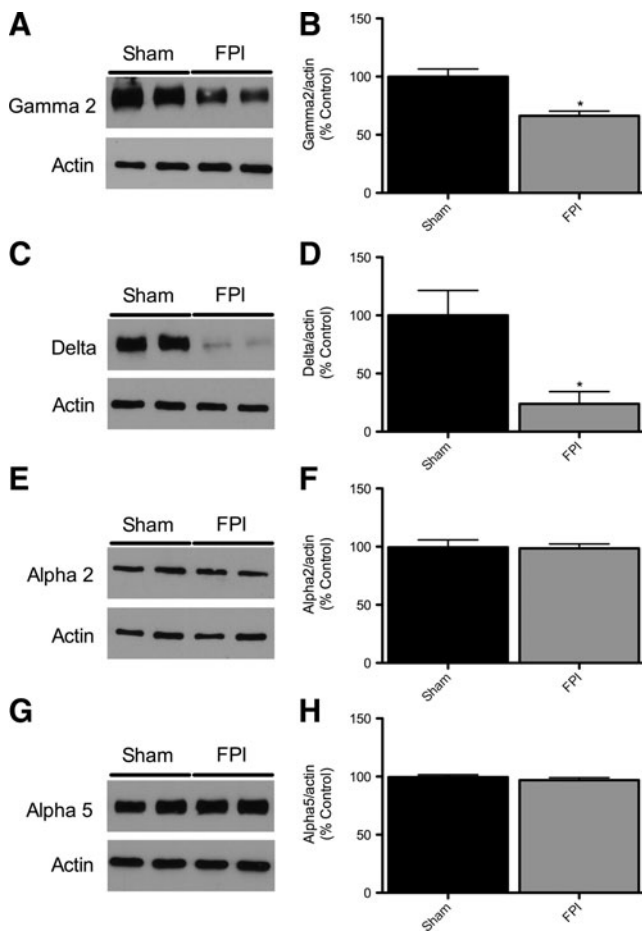 A
Sham FPI
Gamma 2
Actin
B
150
100
50
0
Gamma2/actin
(% Control)
*
Sham
FPI
C
Sham FPI
Delta
Actin
D
150
100
50
0
Delta/actin
(% Control)
*
Sham
FPI
E
Sham FPI
Alpha 2
Actin
F
150
100
50
0
Alpha2/actin
(% Control)
Sham
FPI
G
Sham FPI
Alpha 5
Actin
H
150
100
50
0
Alpha5/actin
(% Control)
Sham
FPI